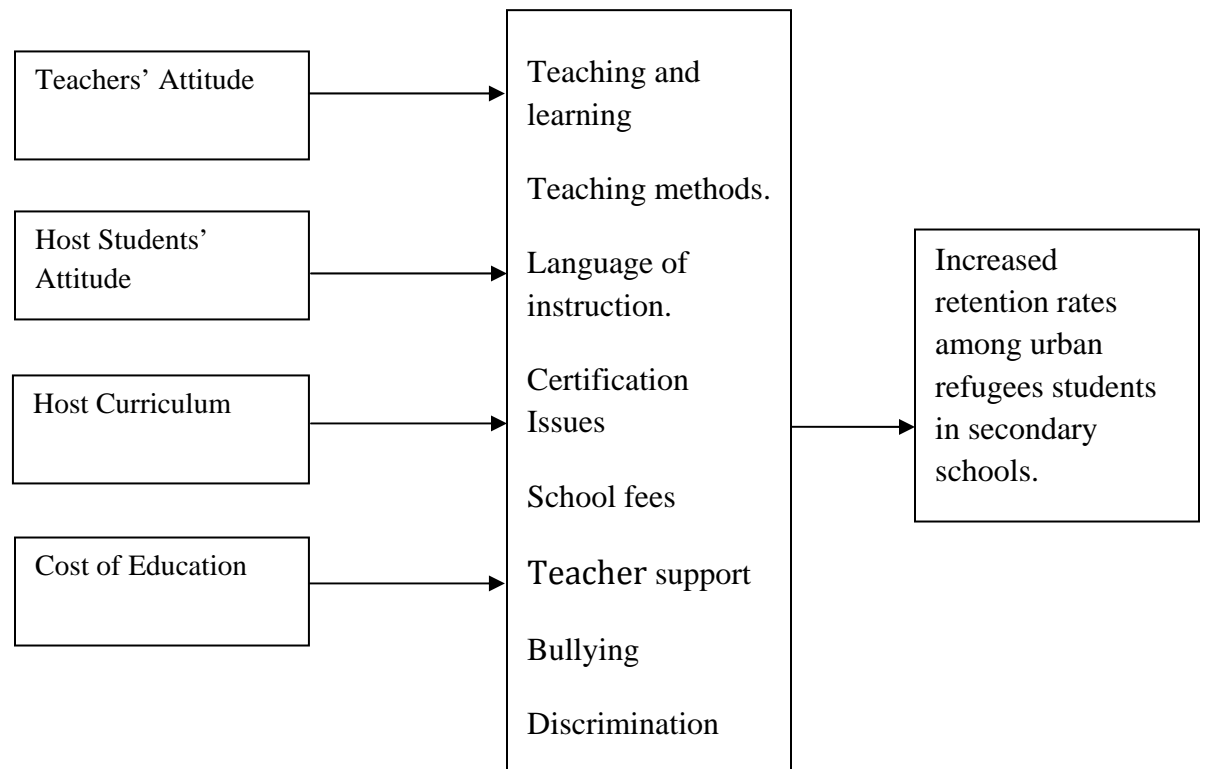 Teachers’ Attitude
Host Students’
Attitude
Host Curriculum
Cost of Education
Teaching and
learning
Teaching methods.
Language of
instruction.
Certification
Issues
School fees
Teacher support
Bullying
Discrimination
Increased
retention rates
among urban
refugees students
in secondary
schools.